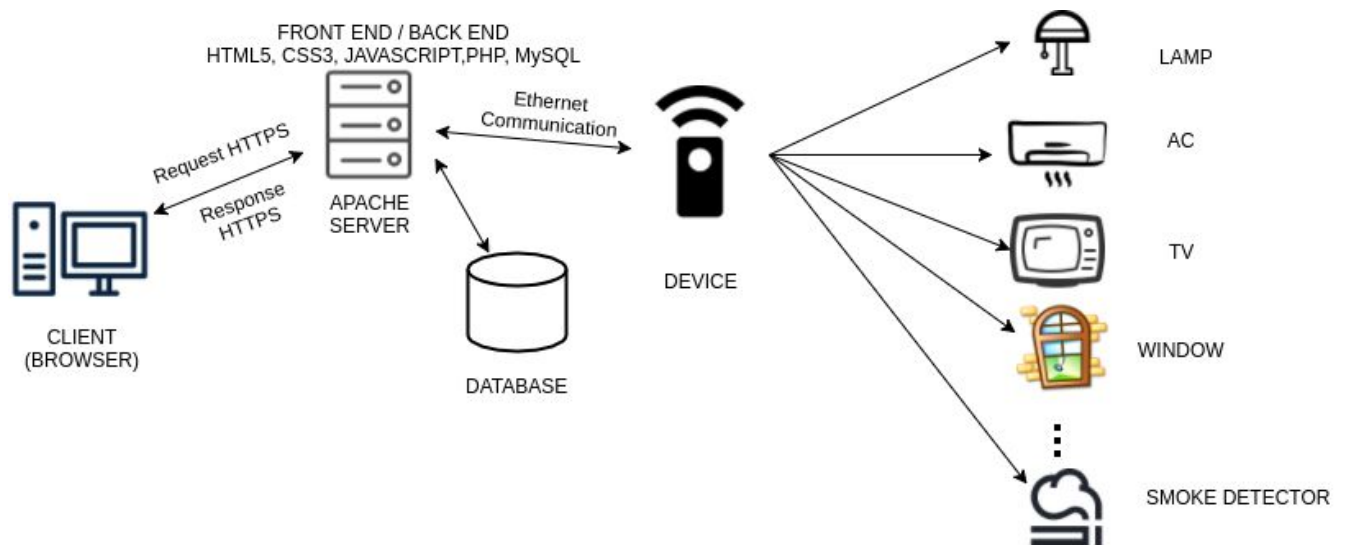 FRONT END / BACK END
HTML5, CSS3, JAVASCRIPT,PHP, MySQL
Request HTTPS
Response
HTTPS
CLIENT
(BROWSER)
APACHE
SERVER
Ethernet
Communication
DATABASE
DEVICE
LAMP
AC
TV
WINDOW
SMOKE DETECTOR